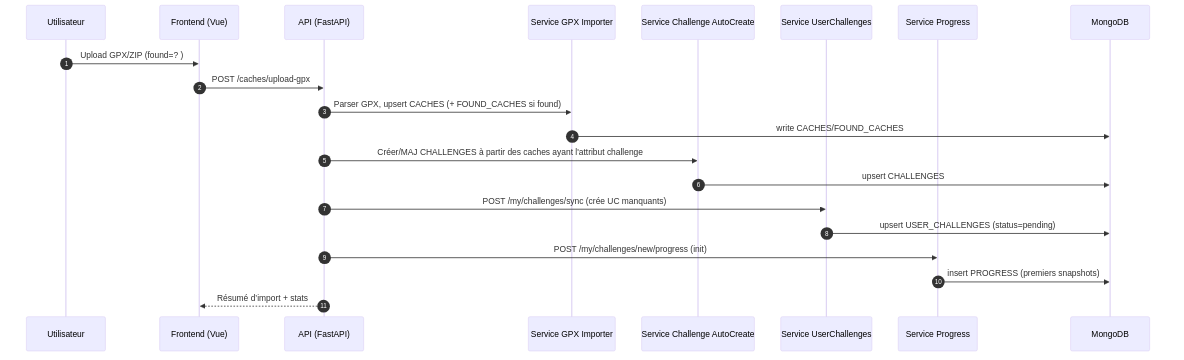 Utilisateur
Frontend (Vue)
API (FastAPI)
Service GPX Importer
Service Challenge AutoCreate
Service UserChallenges
Service Progress
MongoDB
1
Upload GPX/ZIP (found=? )
2
POST /caches/upload-gpx
3
Parser GPX, upsert CACHES (+ FOUND_CACHES si found)
4
write CACHES/FOUND_CACHES
5
Créer/MAJ CHALLENGES à partir des caches ayant l'attribut challenge
6
upsert CHALLENGES
7
POST /my/challenges/sync (crée UC manquants)
8
upsert USER_CHALLENGES (status=pending)
9
POST /my/challenges/new/progress (init)
10
insert PROGRESS (premiers snapshots)
11
Résumé d'import + stats
Utilisateur
Frontend (Vue)
API (FastAPI)
Service GPX Importer
Service Challenge AutoCreate
Service UserChallenges
Service Progress
MongoDB